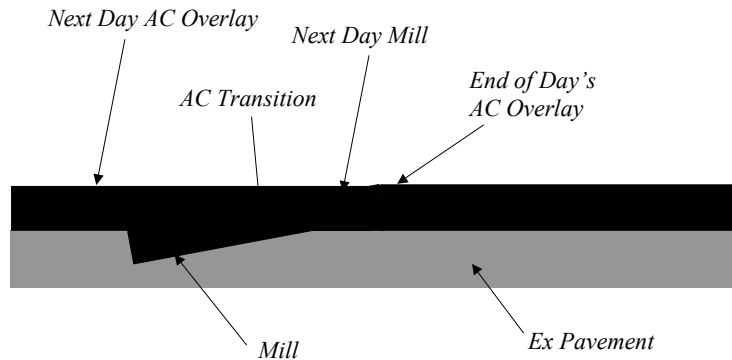 Next Day AC Overlay
Next Day Mill
AC Transition
End of Day's
AC Overlay
Mill
Ex Pavement